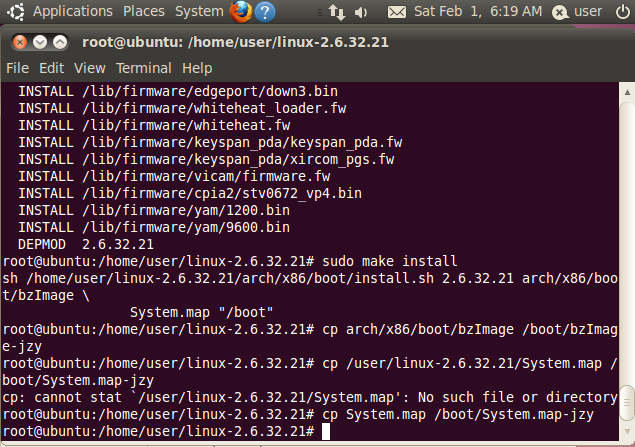 Applications Places System Sat Feb 1, 6:19 AM user
root@ubuntu: /home/user/linux-2.6.32.21
File Edit View Terminal Help
INSTALL /lib/firmware/edgeport/down3.bin
INSTALL /lib/firmware/whiteheat_loader.fw
INSTALL /lib/firmware/whiteheat.fw
INSTALL /lib/firmware/keyspan_pda/keyspan_pda.fw
INSTALL /lib/firmware/keyspan_pda/xircom_pgs.fw
INSTALL /lib/firmware/vicam/firmware.fw
INSTALL /lib/firmware/cpia2/stv0672_vp4.bin
INSTALL /lib/firmware/yam/1200.bin
INSTALL /lib/firmware/yam/9600.bin
DEPMOD 2.6.32.21
root@ubuntu:/home/user/linux-2.6.32.21# sudo make install
sh /home/user/linux-2.6.32.21/arch/x86/boot/install.sh 2.6.32.21 arch/x86/boo
t/bzImage \
System.map "/boot"
root@ubuntu:/home/user/linux-2.6.32.21# cp arch/x86/boot/bzImage /boot/bzImag
e-jzy
root@ubuntu:/home/user/linux-2.6.32.21# cp /user/linux-2.6.32.21/System.map /
boot/System.map-jzy
cp: cannot stat `/user/linux-2.6.32.21/System.map': No such file or directory
root@ubuntu:/home/user/linux-2.6.32.21# cp System.map /boot/System.map-jzy
root@ubuntu:/home/user/linux-2.6.32.21#